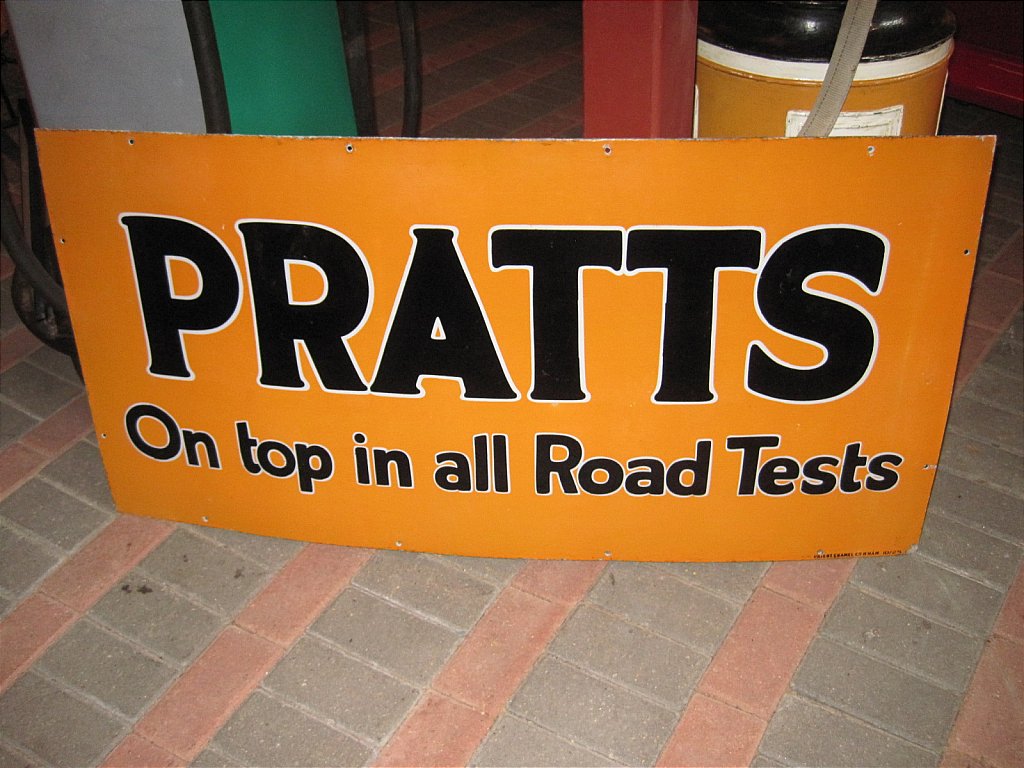 PRATTS
On top in all Road Tests